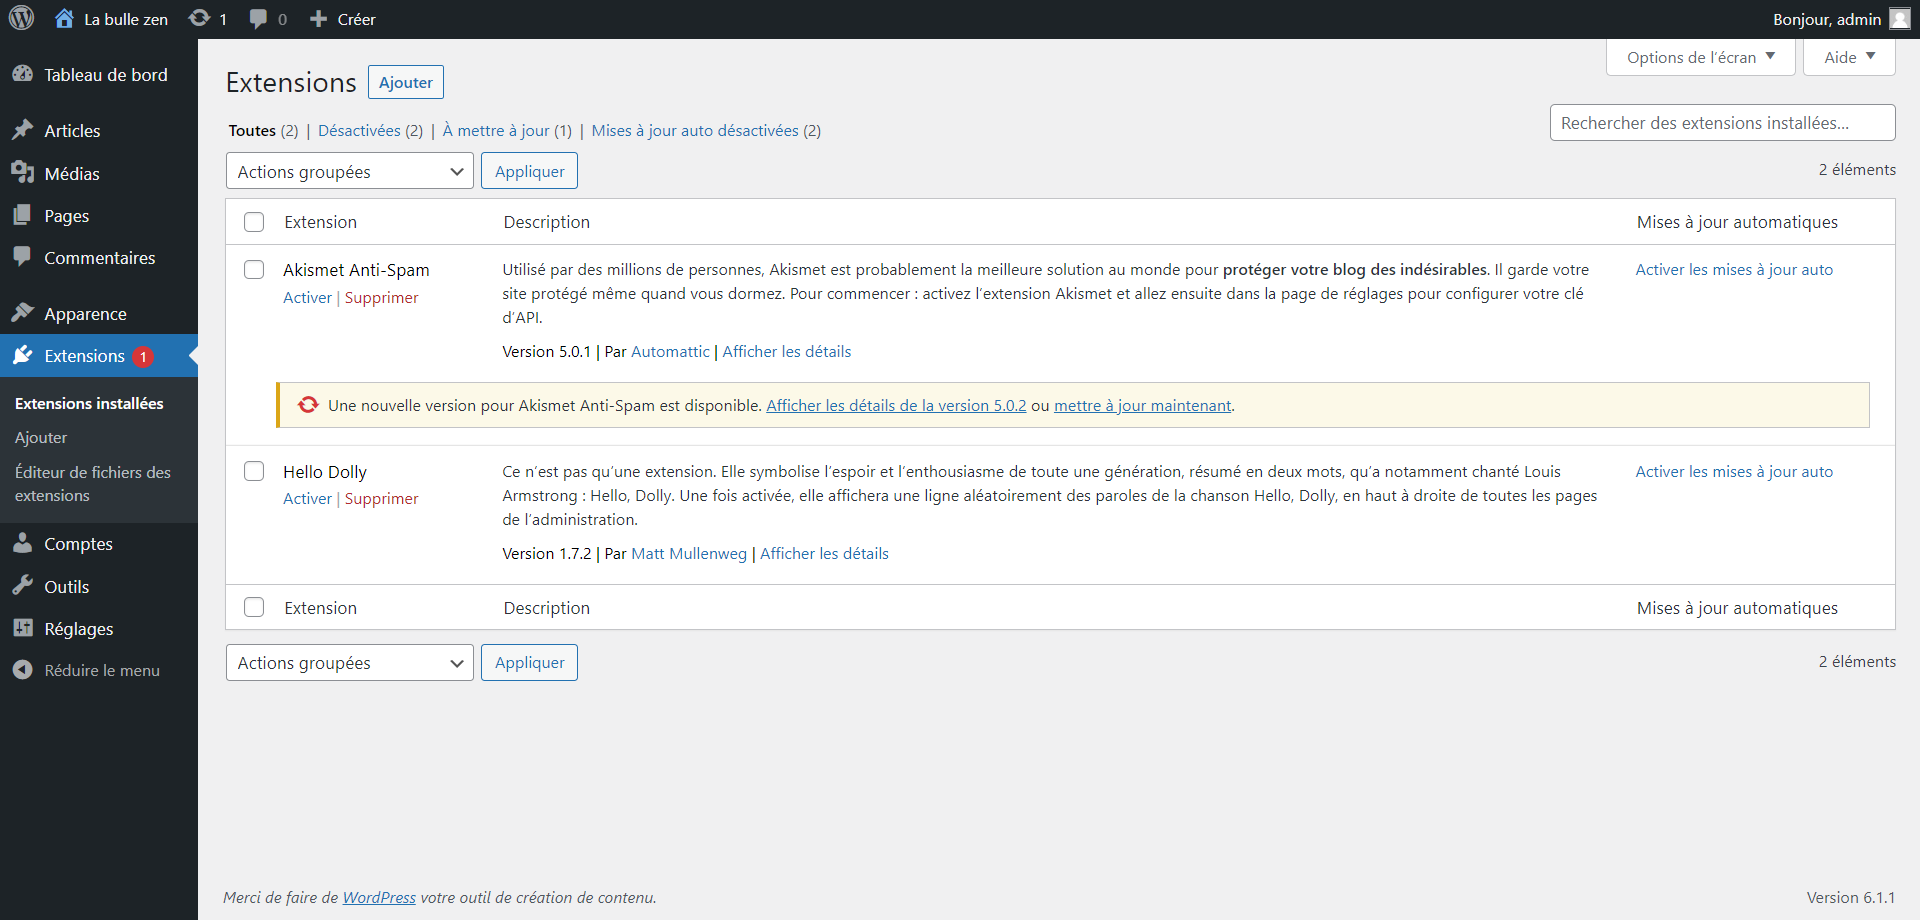 La bulle zen 1 0 Créer Bonjour, admin
Tableau de bord
Articles
Médias
Pages
Commentaires
Apparence
Extensions 1
Extensions installées
Ajouter
Éditeur de fichiers des
extensions
Comptes
Outils
Réglages
Réduire le menu
Options de l’écran Aide
Extensions Ajouter
Toutes (2) | Désactivées (2) | À mettre à jour (1) | Mises à jour auto désactivées (2)
Rechercher des extensions installées...
Actions groupées Appliquer
2 éléments
Extension Description Mises à jour automatiques
Akismet Anti-Spam
Activer | Supprimer
Utilisé par des millions de personnes, Akismet est probablement la meilleure solution au monde pour protéger votre blog des indésirables. Il garde votre
site protégé même quand vous dormez. Pour commencer : activez l’extension Akismet et allez ensuite dans la page de réglages pour configurer votre clé
d’API.
Version 5.0.1 | Par Automattic | Afficher les détails
Activer les mises à jour auto
Une nouvelle version pour Akismet Anti-Spam est disponible. Afficher les détails de la version 5.0.2 ou mettre à jour maintenant.
Hello Dolly
Activer | Supprimer
Ce n’est pas qu’une extension. Elle symbolise l’espoir et l’enthousiasme de toute une génération, résumé en deux mots, qu’a notamment chanté Louis
Armstrong : Hello, Dolly. Une fois activée, elle affichera une ligne aléatoirement des paroles de la chanson Hello, Dolly, en haut à droite de toutes les pages
de l’administration.
Version 1.7.2 | Par Matt Mullenweg | Afficher les détails
Activer les mises à jour auto
Extension Description Mises à jour automatiques
Actions groupées Appliquer
2 éléments
Merci de faire de WordPress votre outil de création de contenu.
Version 6.1.1